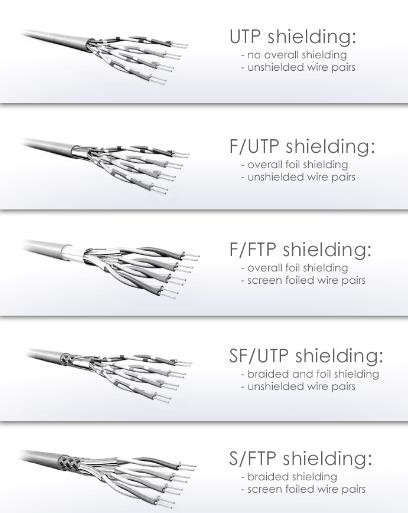 UTP shielding:
- no overall shielding
- unshielded wire pairs
F/UTP shielding:
- overall foil shielding
- unshielded wire pairs
F/FTP shielding:
- overall foil shielding
- screen foiled wire pairs
SF/UTP shielding:
- braided and foil shielding
- unshielded wire pairs
S/FTP shielding:
- braided shielding
- screen foiled wire pairs